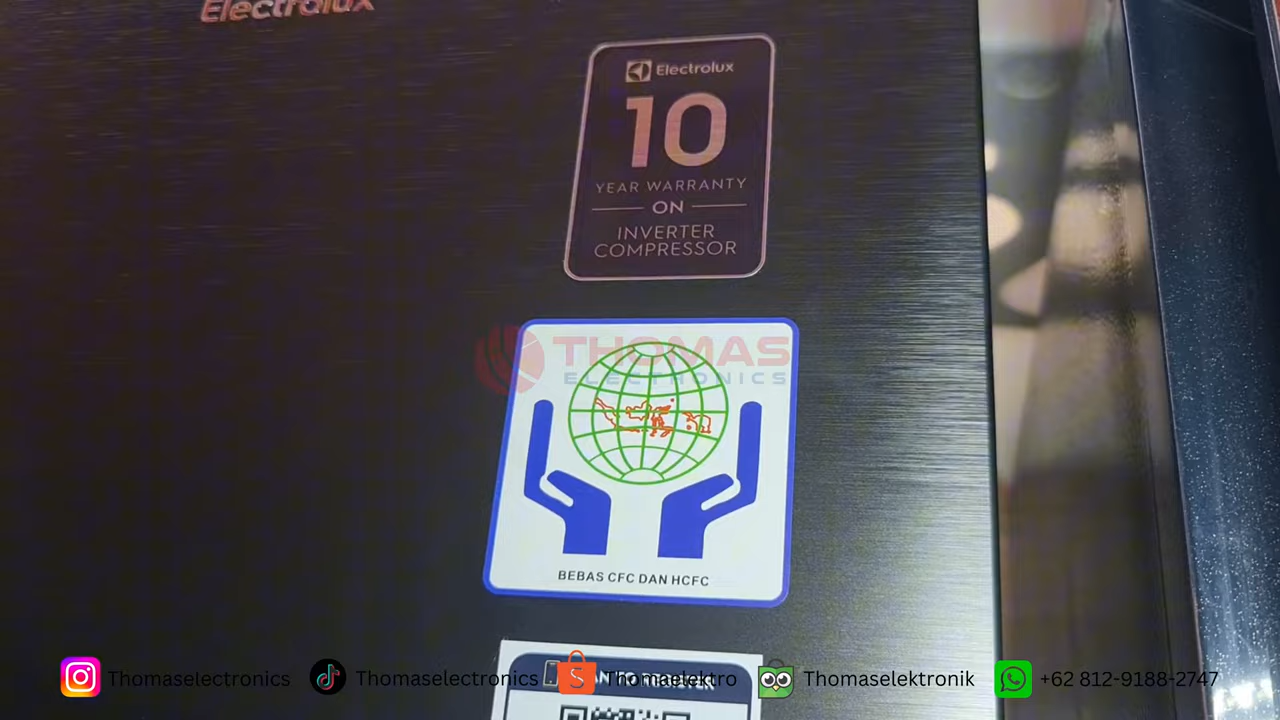 Electrolux
Electrolux
10
YEAR WARRANTY
ON
INVERTER
COMPRESSOR
THOMAS
ELECTRONICS
BEBAS CFC DAN HCFC
Thomaselectronics
Thomaselectronics
Thomaelektro
Thomaselektronik
+62 812-9188-2747